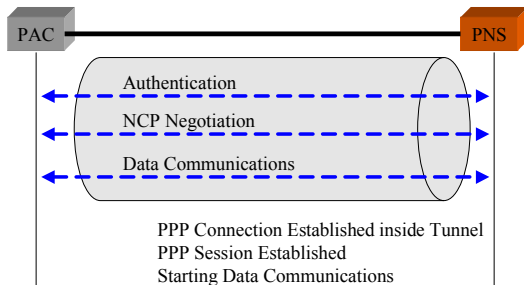 PAC
PNS
Authentication
NCP Negotiation
Data Communications
PPP Connection Established inside Tunnel
PPP Session Established
Starting Data Communications